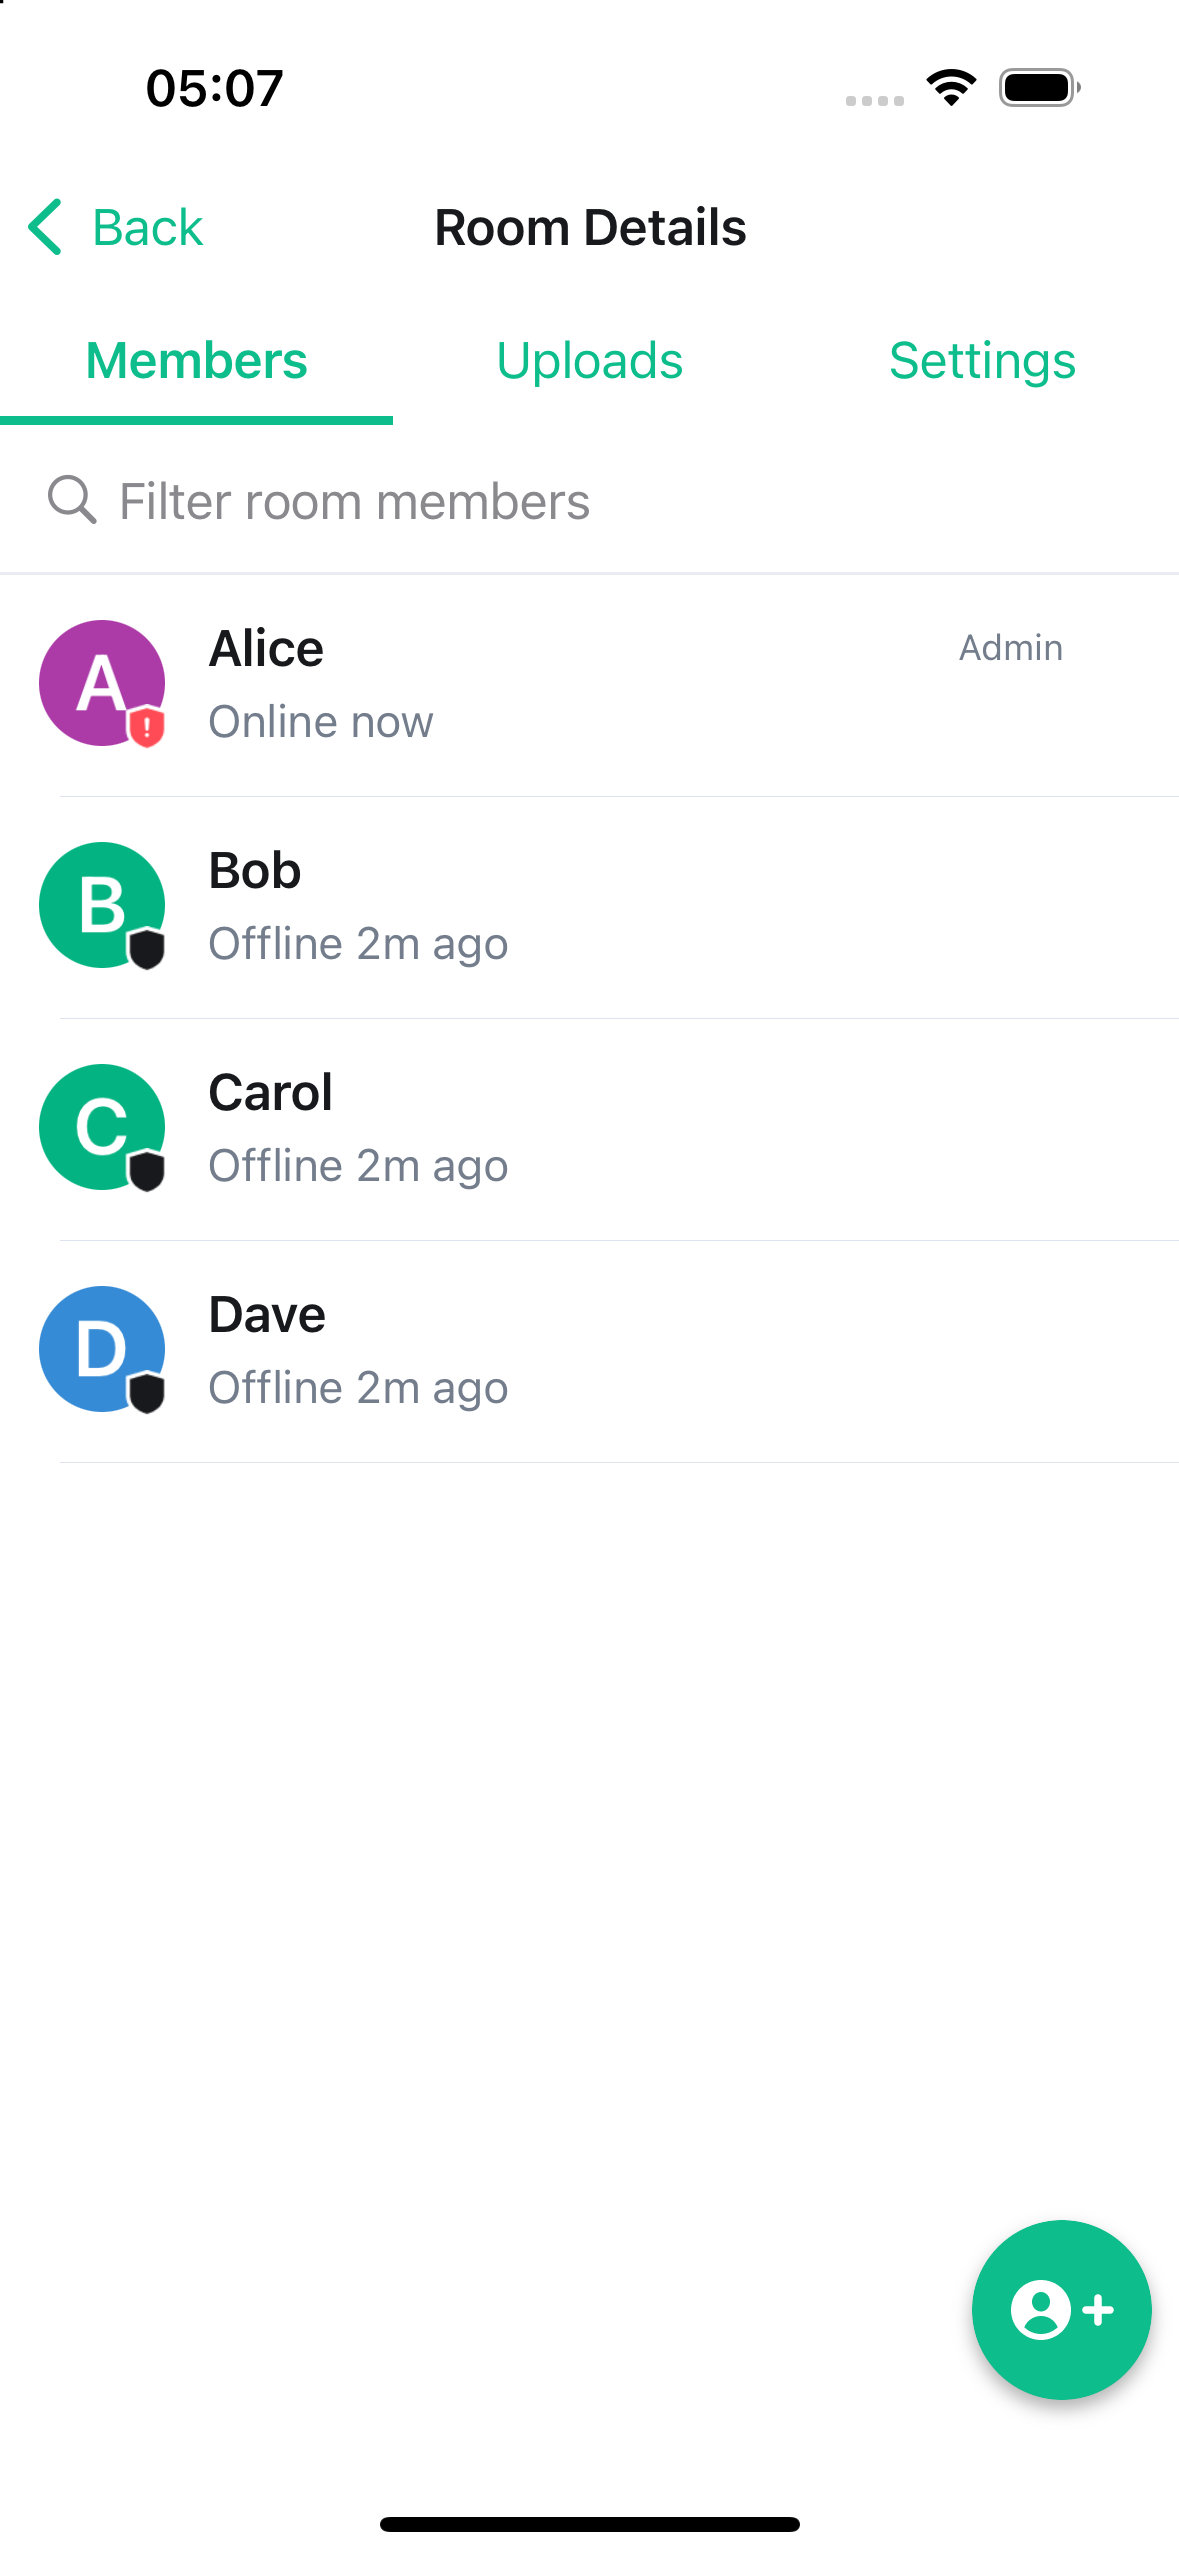 05:07
Back
Room Details
Members
Uploads
Settings
Filter room members
A
Alice
Admin
Online now
B
Bob
Offline 2m ago
C
Carol
Offline 2m ago
D
Dave
Offline 2m ago